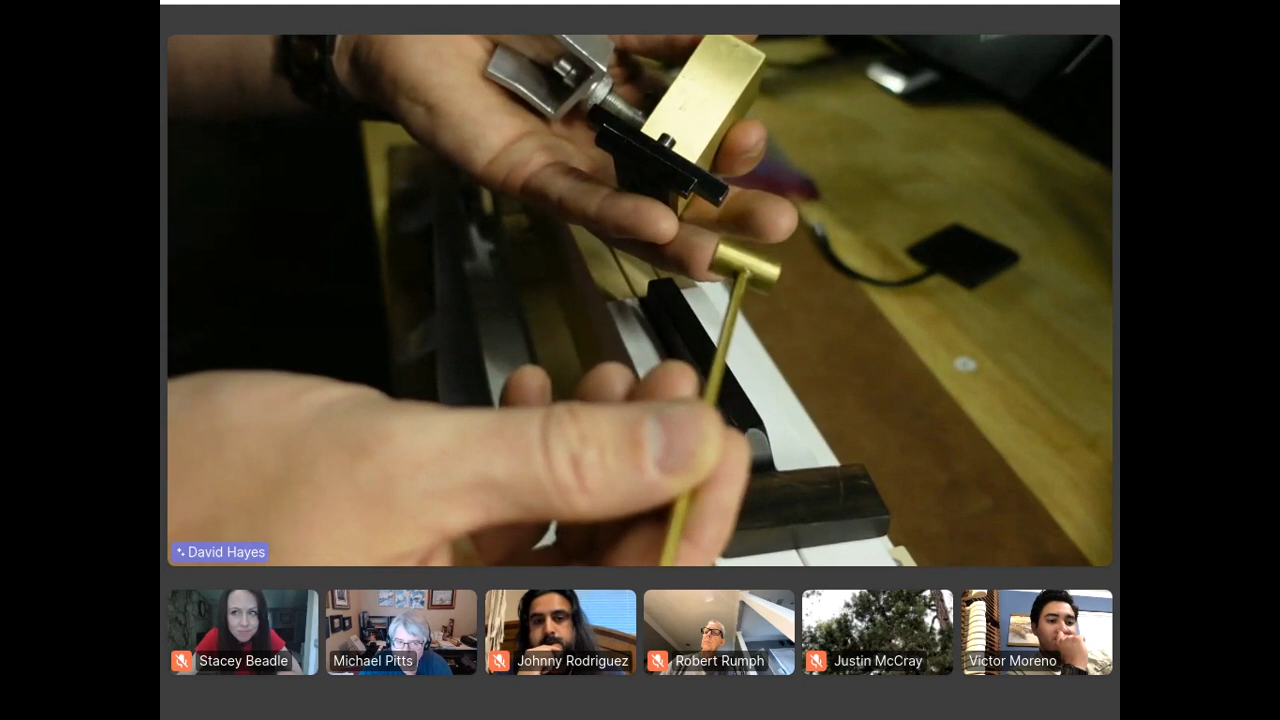 David Hayes
Stacey Beadle
Michael Pitts
Johnny Rodriguez
Robert Rumph
Justin McCray
Victor Moreno